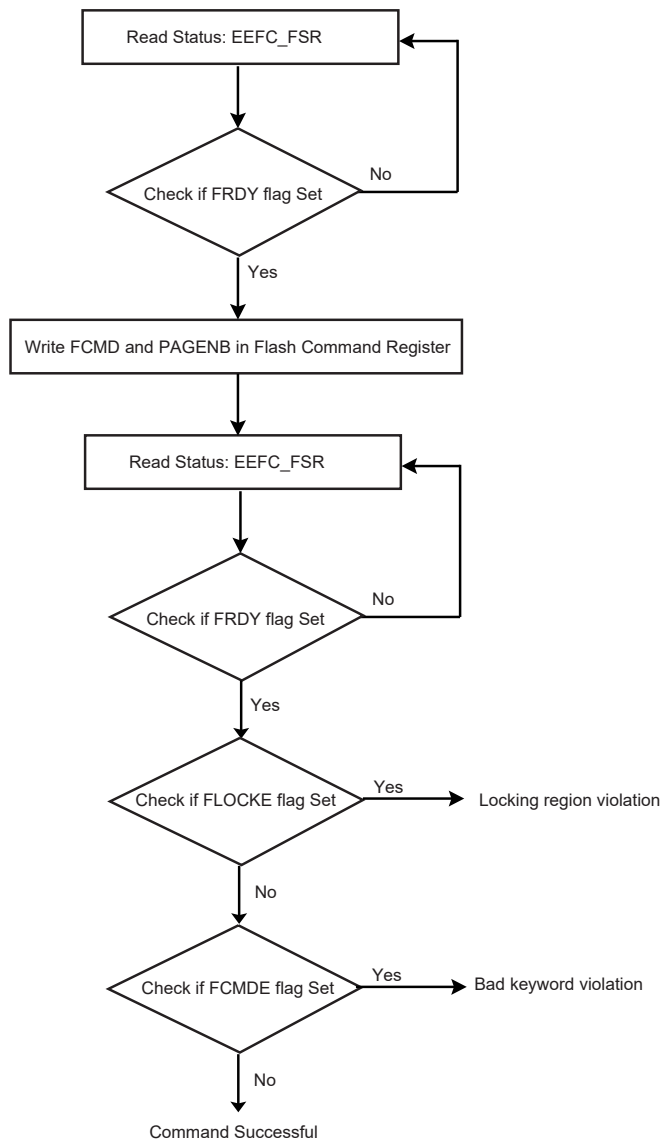 Read Status: EEFC_FSR
No
Check if FRDY flag Set
Yes
Write FCMD and PAGENB in Flash Command Register
Read Status: EEFC_FSR
No
Check if FRDY flag Set
Yes
Check if FLOCKE flag Set
Yes
Locking region violation
No
Check if FCMDE flag Set
Yes
Bad keyword violation
No
Command Successful